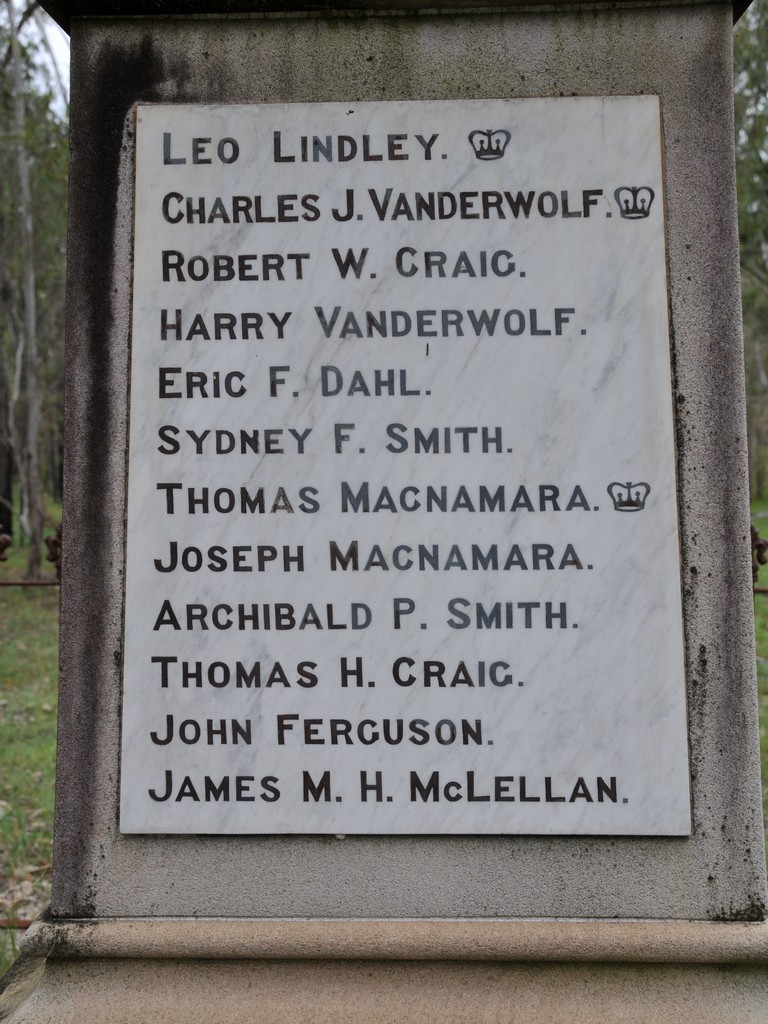 LEO LINDLEY.
CHARLES J. VANDERWOLF.
ROBERT W. CRAIG.
HARRY VANDERWOLF.
ERIC F. DAHL.
SYDNEY F. SMITH.
THOMAS MACNAMARA.
JOSEPH MACNAMARA.
ARCHIBALD P. SMITH.
THOMAS H. CRAIG.
JOHN FERGUSON.
JAMES M. H. McLELLAN.